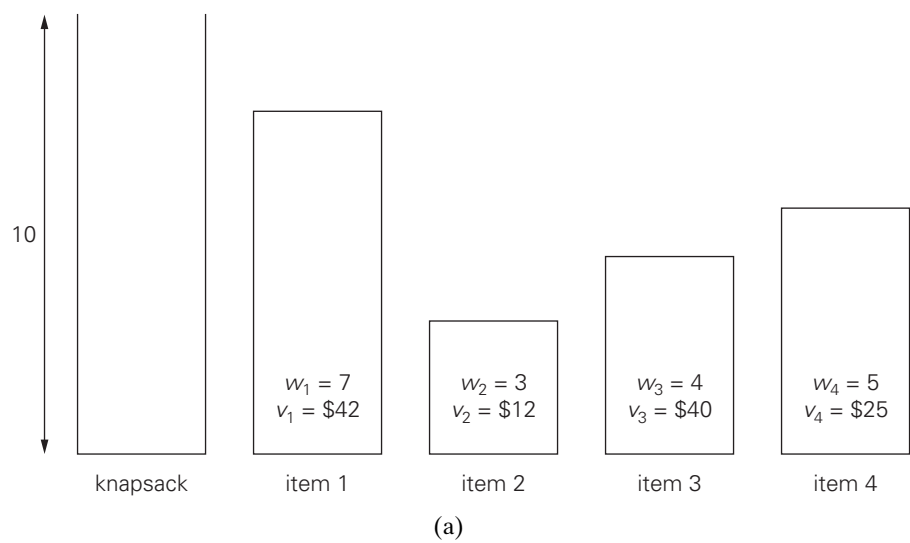 10
w₁ = 7
v₁ = $42
w₂ = 3
v₂ = $12
w₃ = 4
v₃ = $40
w₄ = 5
v₄ = $25
knapsack
item 1
item 2
item 3
item 4
(a)